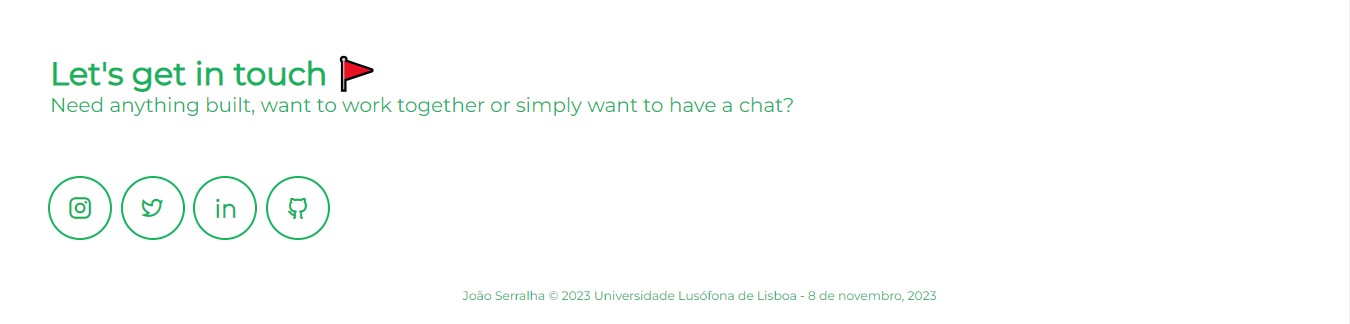 Let's get in touch
Need anything built, want to work together or simply want to have a chat?
in
João Serralha © 2023 Universidade Lusófona de Lisboa - 8 de novembro, 2023